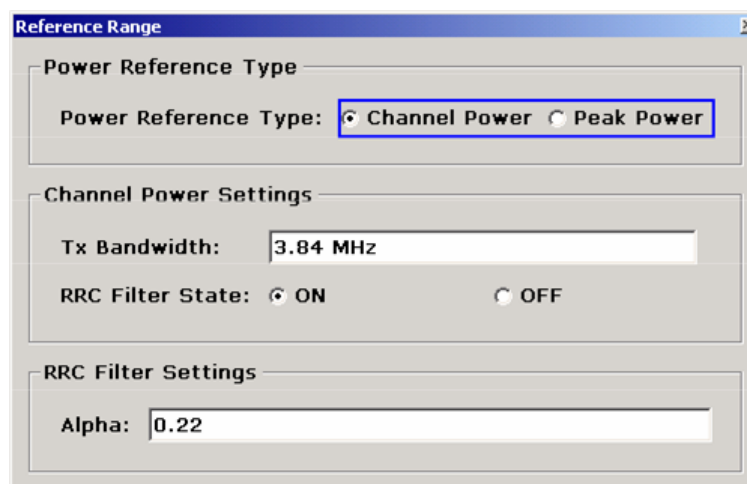 Reference Range
Power Reference Type
Power Reference Type: Channel Power Peak Power
Channel Power Settings
Tx Bandwidth: 3.84 MHz
RRC Filter State: ON OFF
RRC Filter Settings
Alpha: 0.22